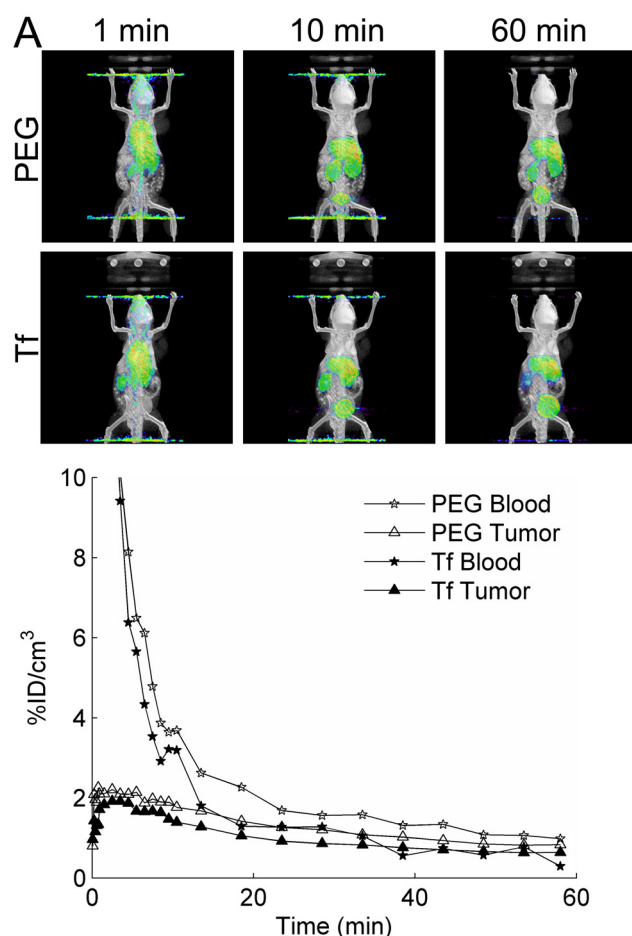 A
1 min 10 min 60 min
PEG
Tf
10
8
6
4
2
0
%ID/cm³
PEG Blood
PEG Tumor
Tf Blood
Tf Tumor
0 20 40 60
Time (min)